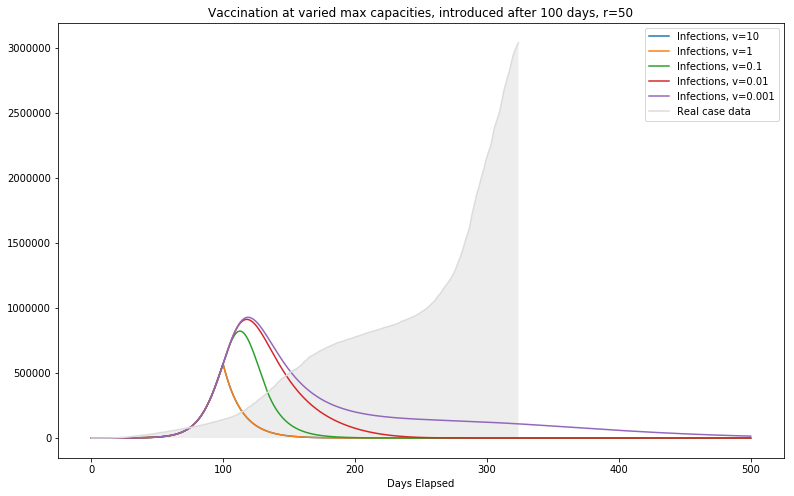 Vaccination at varied max capacities, introduced after 100 days, r=50
Infections, v=10
Infections, v=1
Infections, v=0.1
Infections, v=0.01
Infections, v=0.001
Real case data
3000000
2500000
2000000
1500000
1000000
500000
0
0 100 200 300 400 500
Days Elapsed